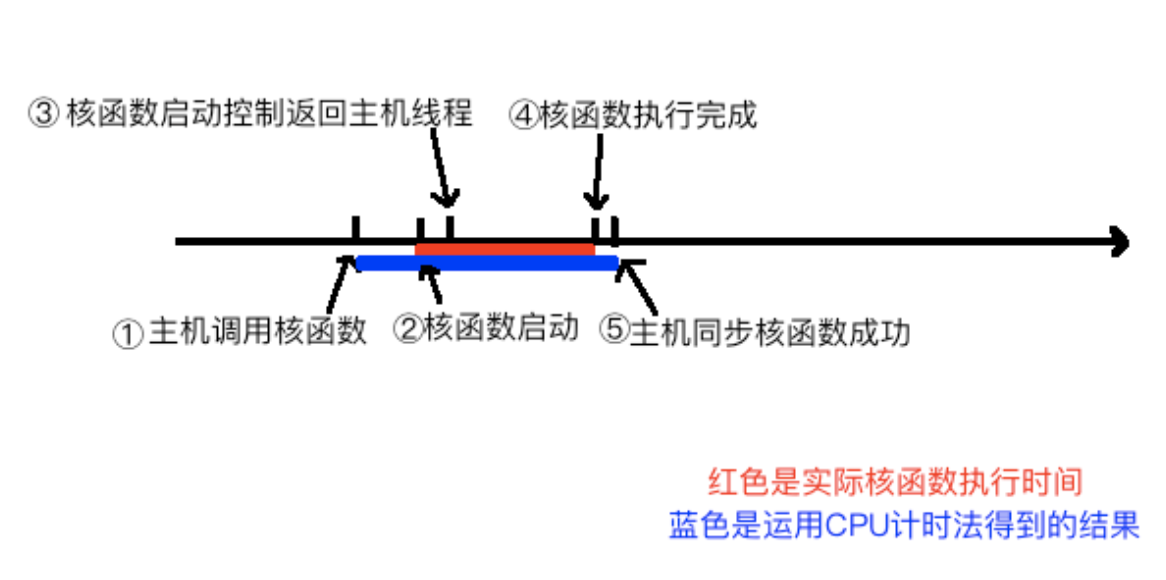 ③ 核函数启动控制返回主机线程
④核函数执行完成
①主机调用核函数
②核函数启动
⑤主机同步核函数成功
红色是实际核函数执行时间
蓝色是运用CPU计时法得到的结果